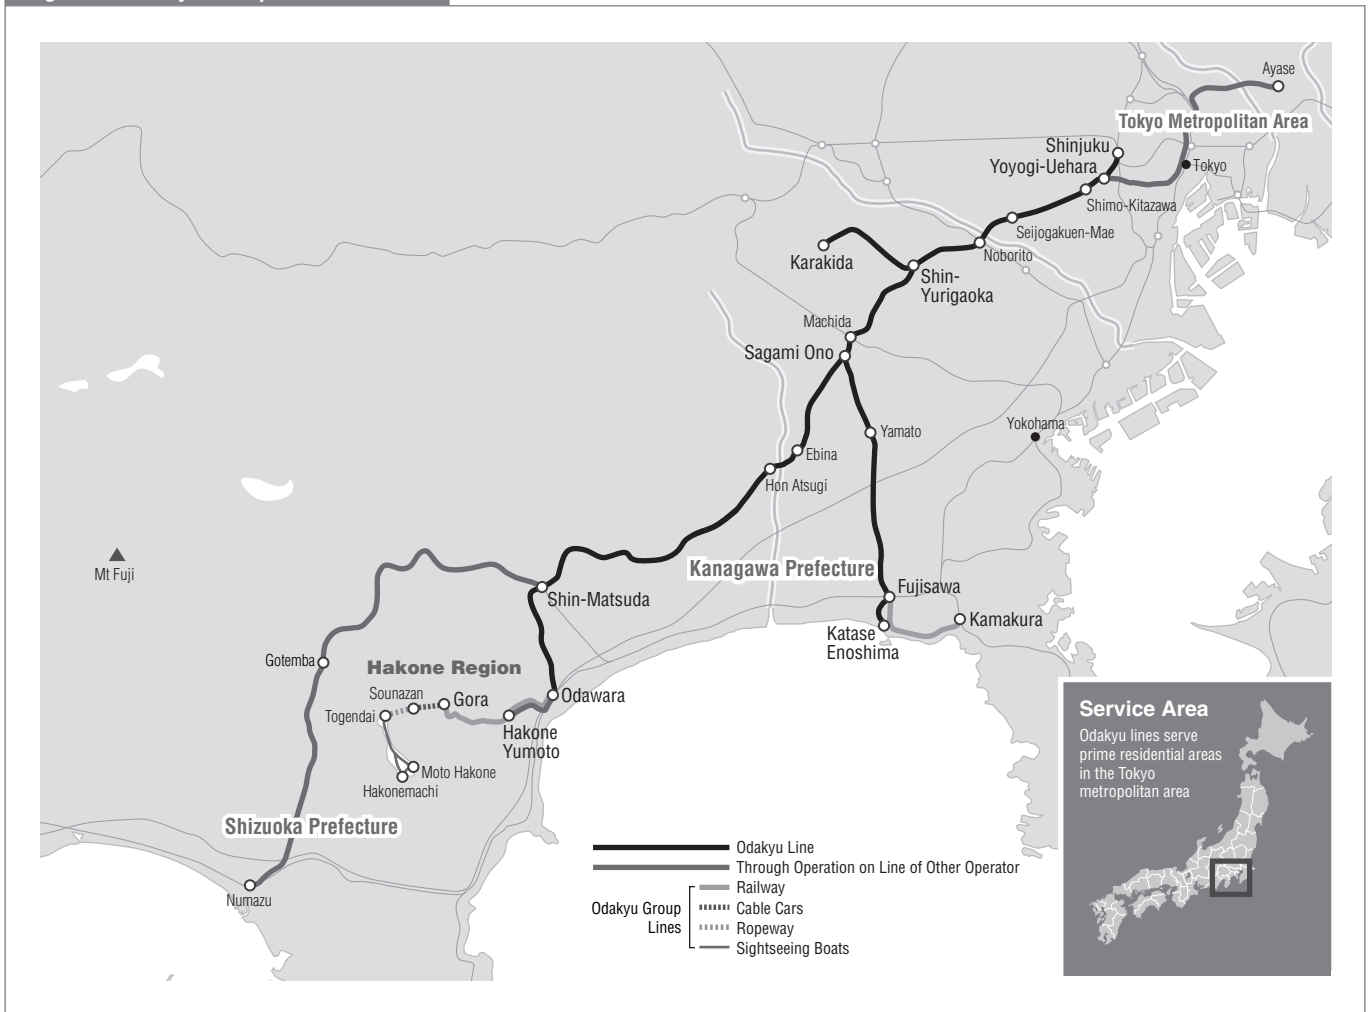 Ayase
Tokyo Metropolitan Area
Shinjuku
Yoyogi-Uehara
Tokyo
Shimo-Kitazawa
Seijogakuen-Mae
Noborito
Karakida
Shin-
Yurigaoka
Machida
Sagami Ono
Yokohama
Yamato
Ebina
Hon Atsugi
Mt Fuji
Kanagawa Prefecture
Fujisawa
Shin-Matsuda
Kamakura
Katase
Enoshima
Gotemba
Hakone Region
Sounazan
Gora
Odawara
Togendai
Hakone
Yumoto
Moto Hakone
Hakonemachi
Shizuoka Prefecture
Numazu
Service Area
Odakyu lines serve
prime residential areas
in the Tokyo
metropolitan area
Odakyu Line
Through Operation on Line of Other Operator
Odakyu Group
Lines
Railway
Cable Cars
Ropeway
Sightseeing Boats